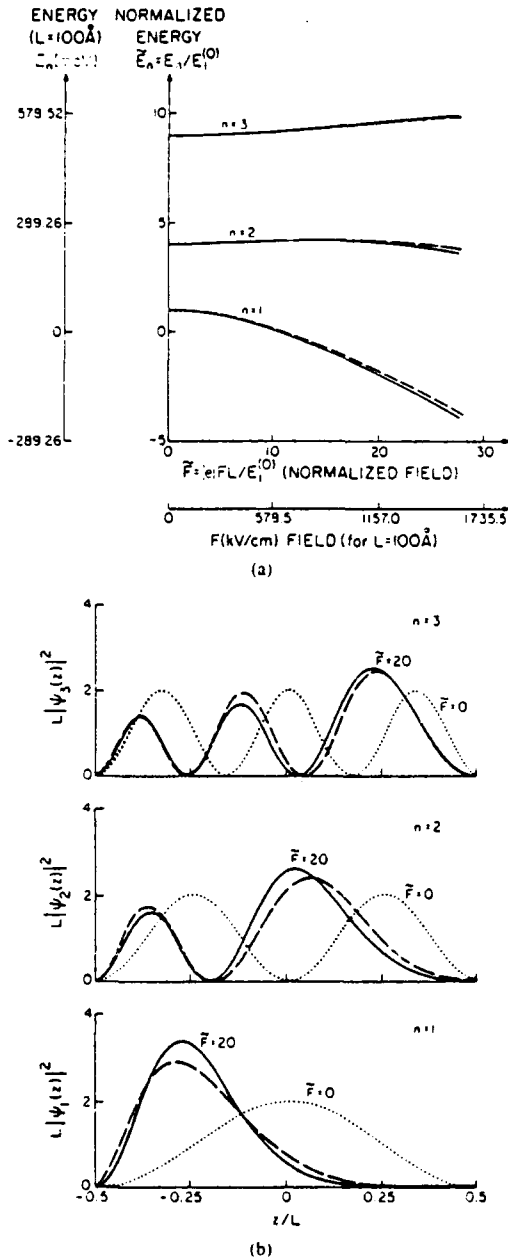 ENERGY
(L=100Å)
NORMALIZED
ENERGY
Ẽn=En/E1(0)
579.52
299.26
0
-289.26
10
5
0
-5
n=3
n=2
n=1
0
10
20
30
F̃=|e|FL/E1(0) (NORMALIZED FIELD)
0
579.5
1157.0
1735.5
F(kV/cm) FIELD (for L=100Å)
(a)
4
2
0
L|ψ3(z)|²
n=3
F̃=20
F̃=0
4
2
0
L|ψ2(z)|²
n=2
F̃=20
F̃=0
4
2
0
L|ψ1(z)|²
n=1
F̃=20
F̃=0
-0.5
-0.25
0
0.25
0.5
z/L
(b)